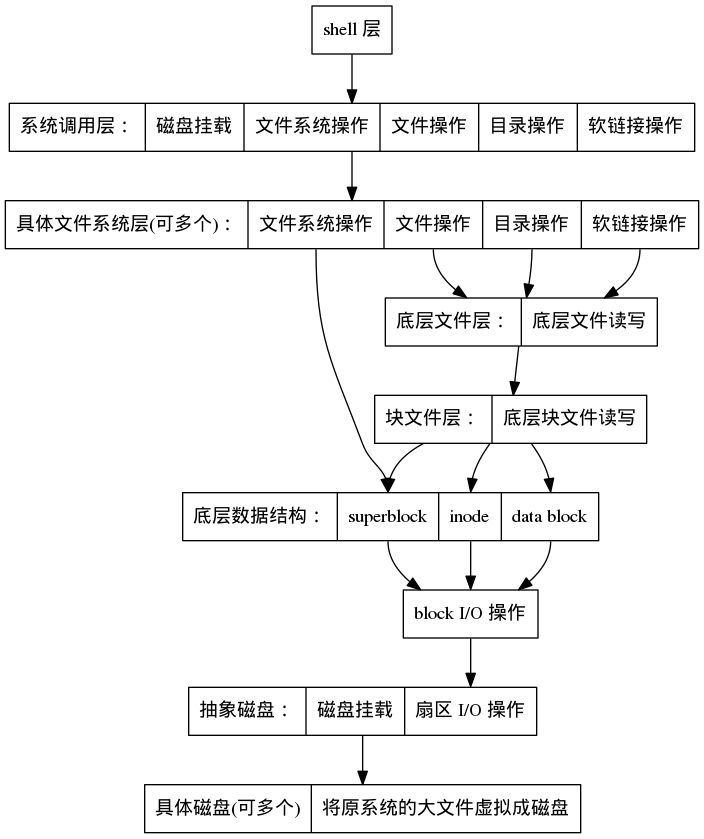 shell 层
系统调用层： 磁盘挂载 文件系统操作 文件操作 目录操作 软链接操作
具体文件系统层(可多个)： 文件系统操作 文件操作 目录操作 软链接操作
底层文件层： 底层文件读写
块文件层： 底层块文件读写
底层数据结构： superblock inode data block
block I/O 操作
抽象磁盘： 磁盘挂载 扇区 I/O 操作
具体磁盘(可多个) 将原系统的大文件虚拟成磁盘